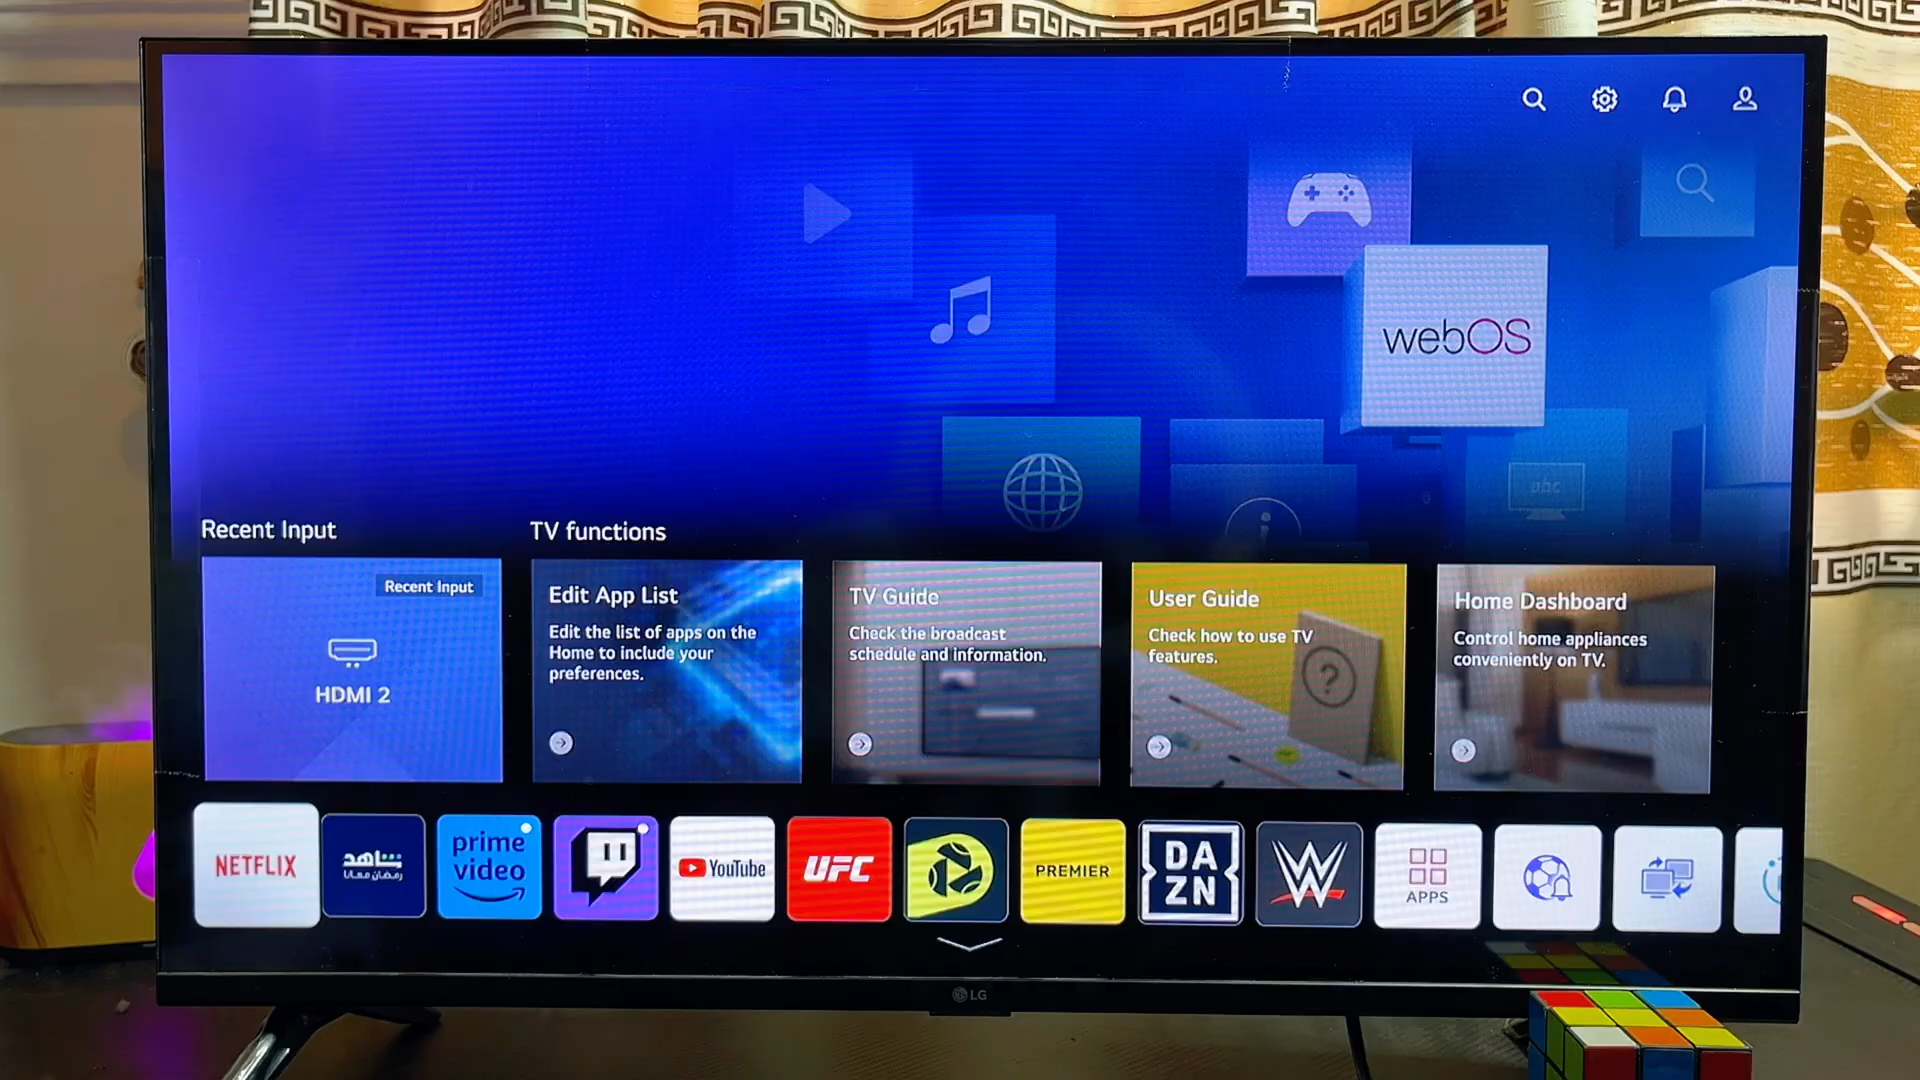 webOS
abc
Recent Input
TV functions
Recent Input
HDMI 2
Edit App List
Edit the list of apps on the
Home to include your
preferences.
TV Guide
Check the broadcast
schedule and information.
User Guide
Check how to use TV
features.
?
Home Dashboard
Control home appliances
conveniently on TV.
NETFLIX
شاهد
رمضان معانا
prime
video
YouTube
UFC
PREMIER
DA
ZN
W
APPS
LG